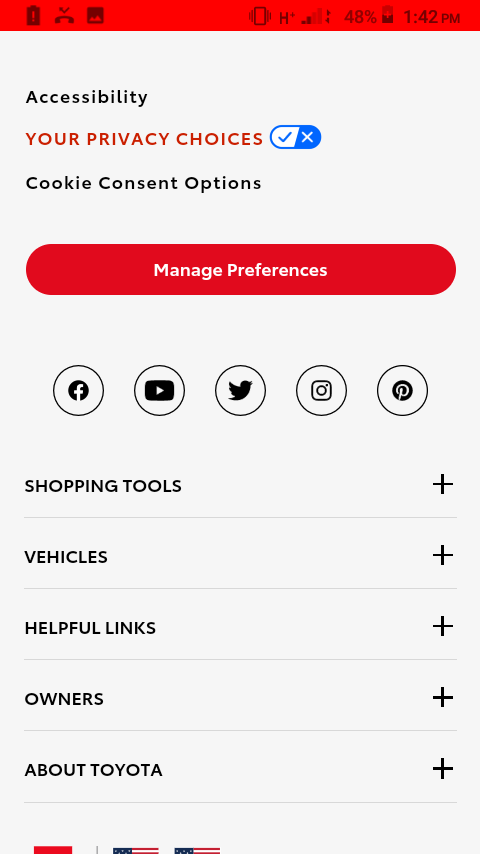 H+ 48% 1:42 PM
Accessibility
YOUR PRIVACY CHOICES
Cookie Consent Options
Manage Preferences
SHOPPING TOOLS
VEHICLES
HELPFUL LINKS
OWNERS
ABOUT TOYOTA